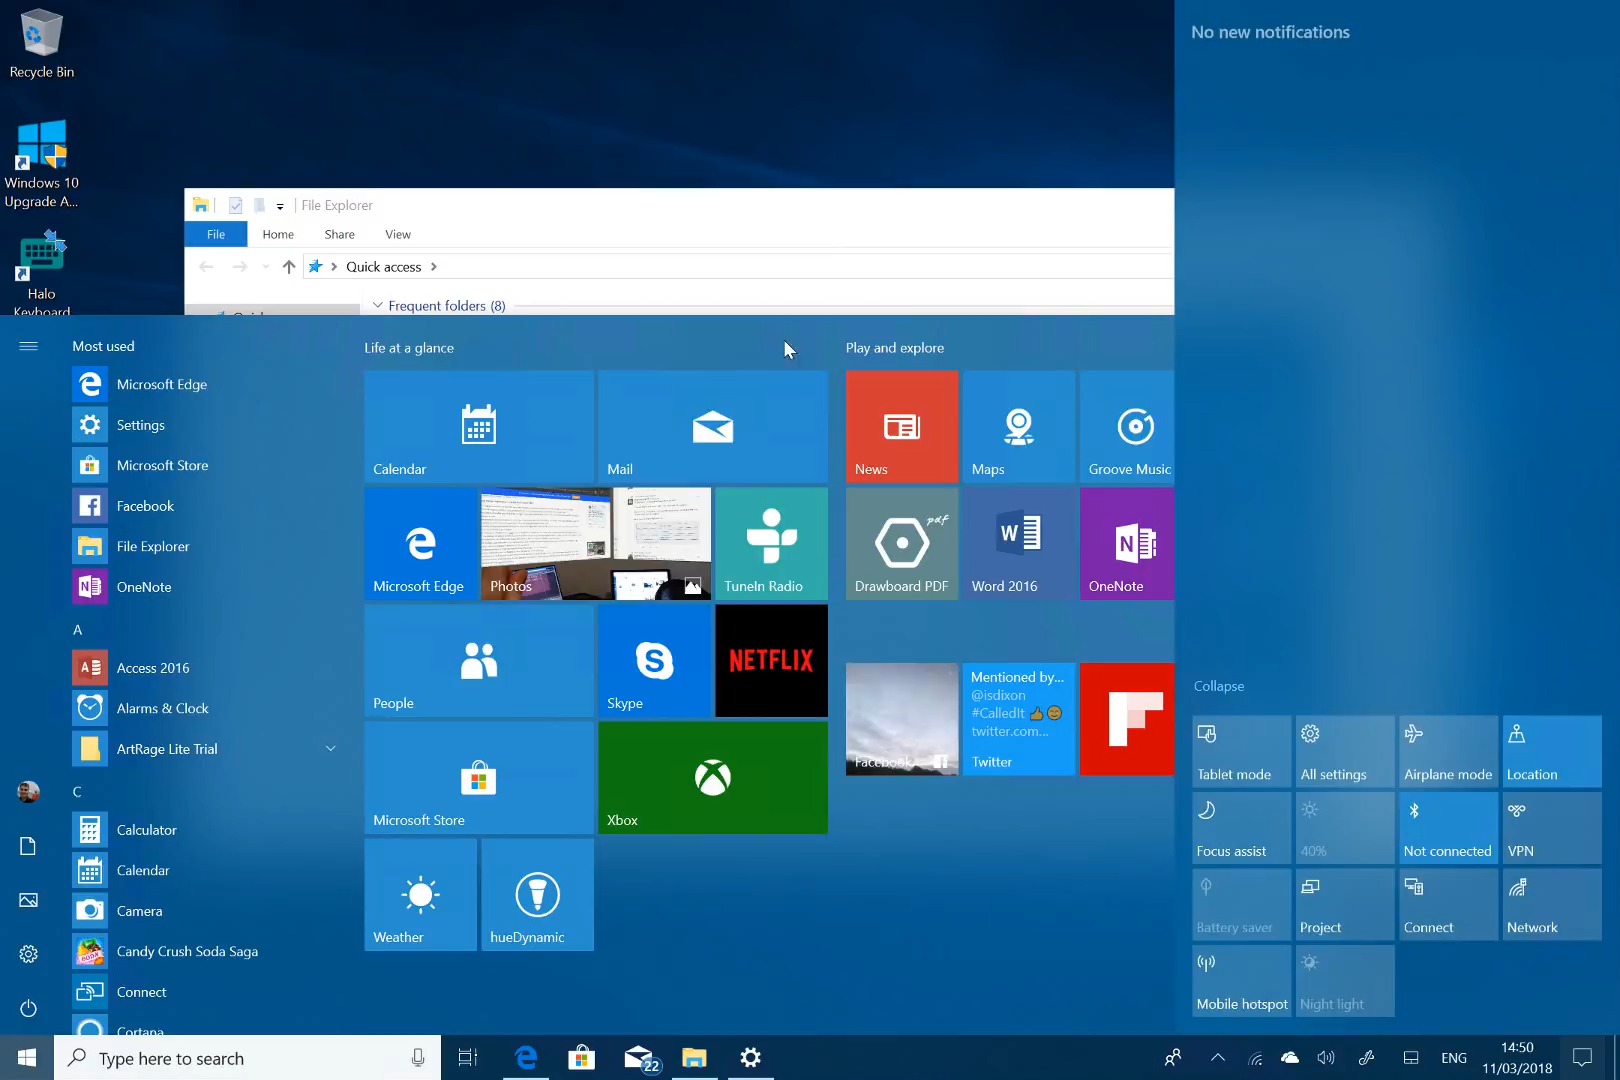 Recycle Bin
Windows 10
Upgrade A...
Halo
Keyboard
File Explorer
File
Home
Share
View
Quick access
Frequent folders (8)
Most used
Microsoft Edge
Settings
Microsoft Store
Facebook
File Explorer
OneNote
A
Access 2016
Alarms & Clock
ArtRage Lite Trial
C
Calculator
Calendar
Camera
Candy Crush Soda Saga
Connect
Cortana
Life at a glance
Calendar
Mail
Microsoft Edge
Photos
TuneIn Radio
People
Skype
NETFLIX
Microsoft Store
Xbox
Weather
hueDynamic
Play and explore
News
Maps
Groove Music
pdf
Drawboard PDF
Word 2016
OneNote
Facebook
Mentioned by...
@isdixon
#CalledIt 👍😊
twitter.com...
Twitter
No new notifications
Collapse
Tablet mode
All settings
Airplane mode
Location
Focus assist
40%
Not connected
VPN
Battery saver
Project
Connect
Network
Mobile hotspot
Night light
Type here to search
22
ENG
14:50
11/03/2018